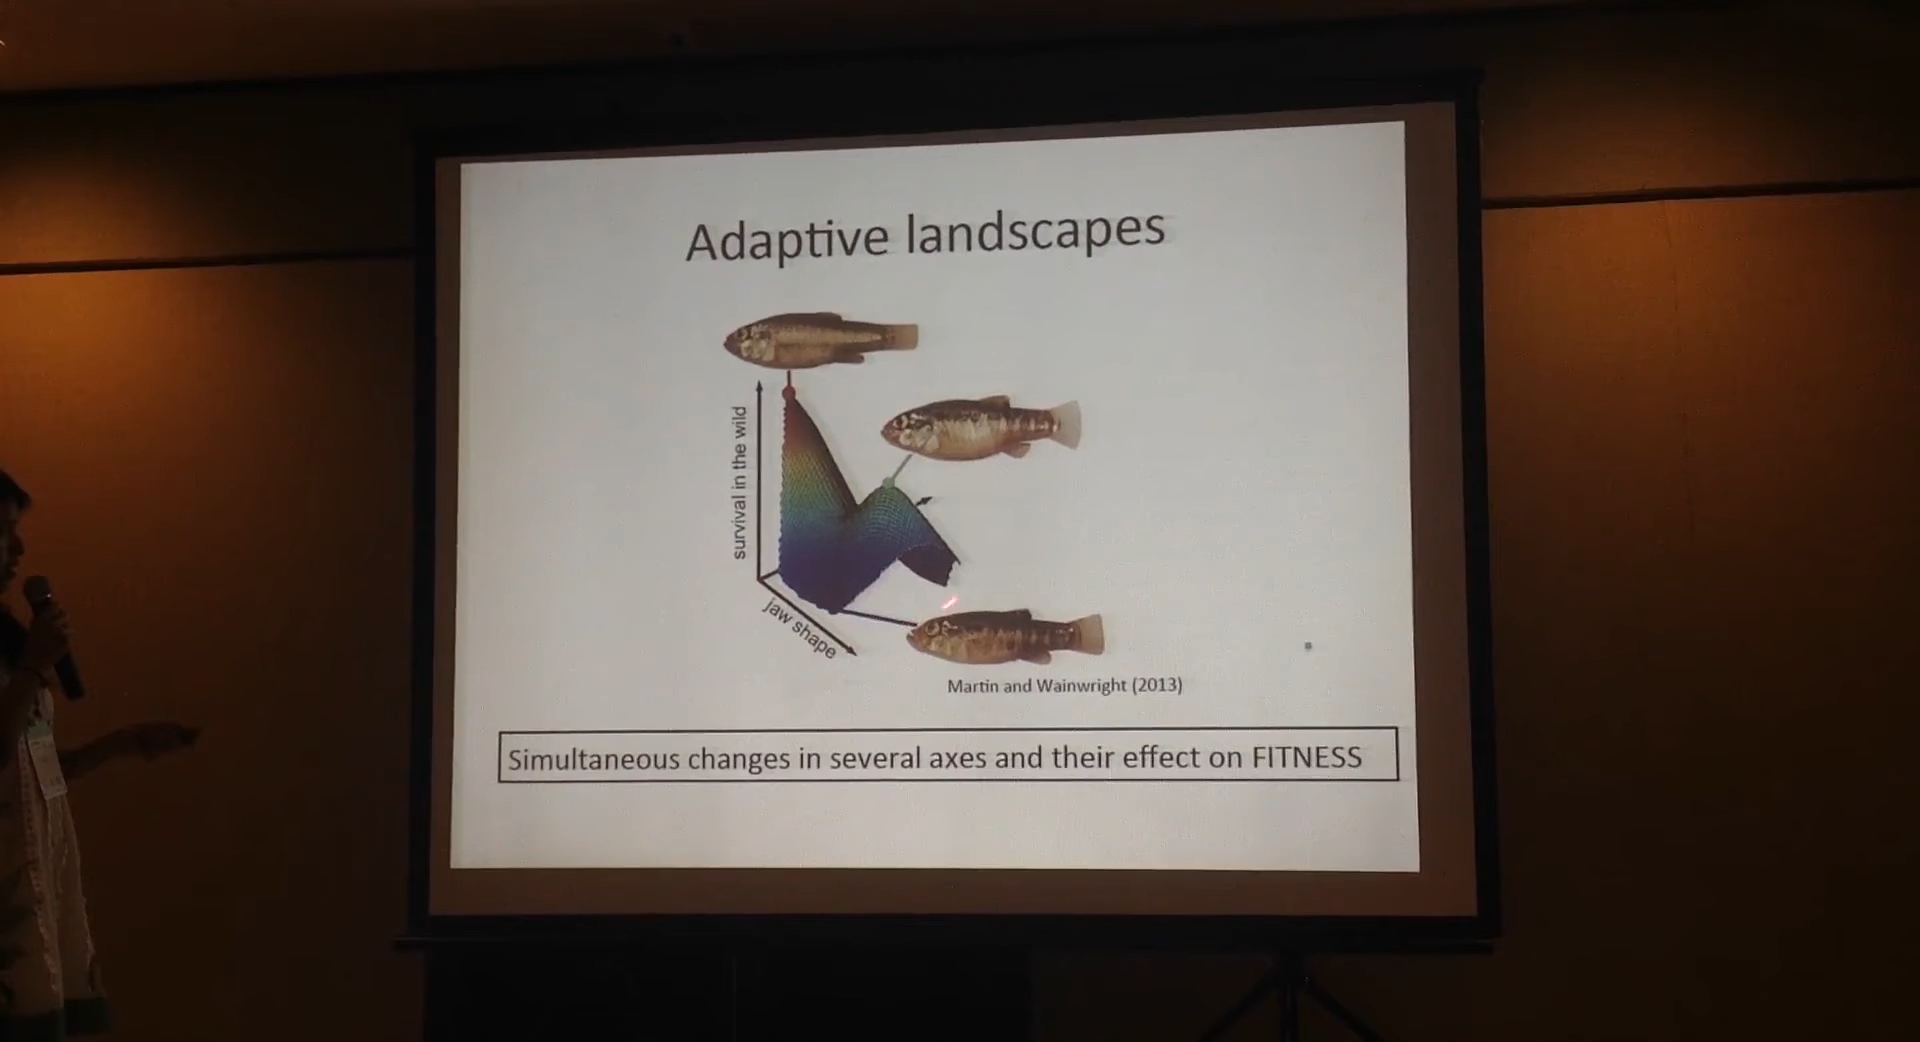 Adaptive landscapes
survival in the wild
jaw shape
Martin and Wainwright (2013)
Simultaneous changes in several axes and their effect on FITNESS